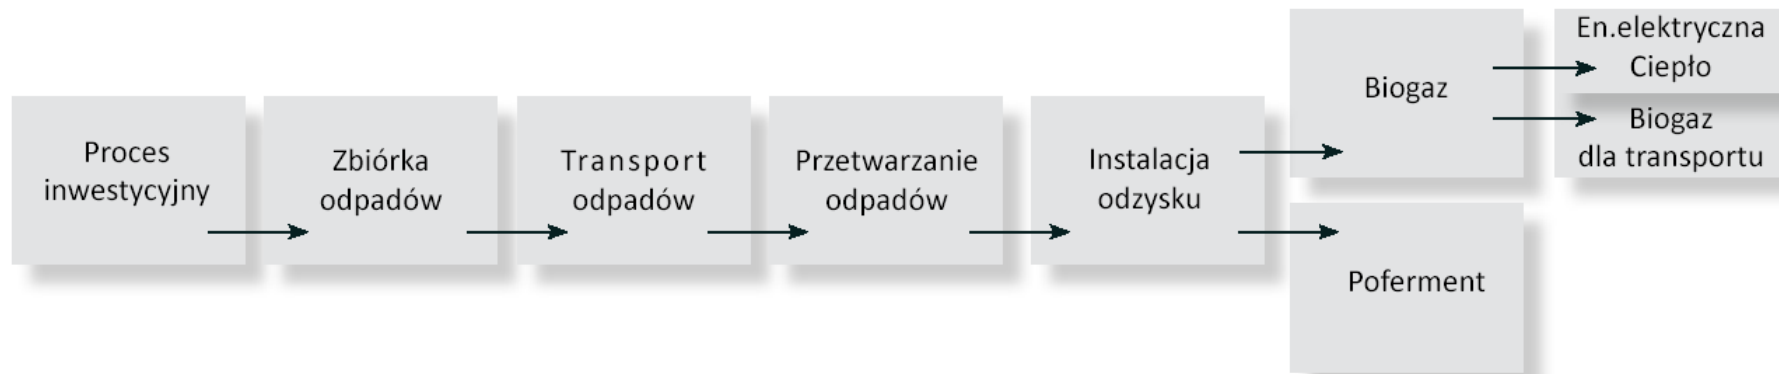 Proces
inwestycyjny
Zbiórka
odpadów
Transport
odpadów
Przetwarzanie
odpadów
Instalacja
odzysku
Biogaz
En.elektryczna
Ciepło
Biogaz
dla transportu
Poferment